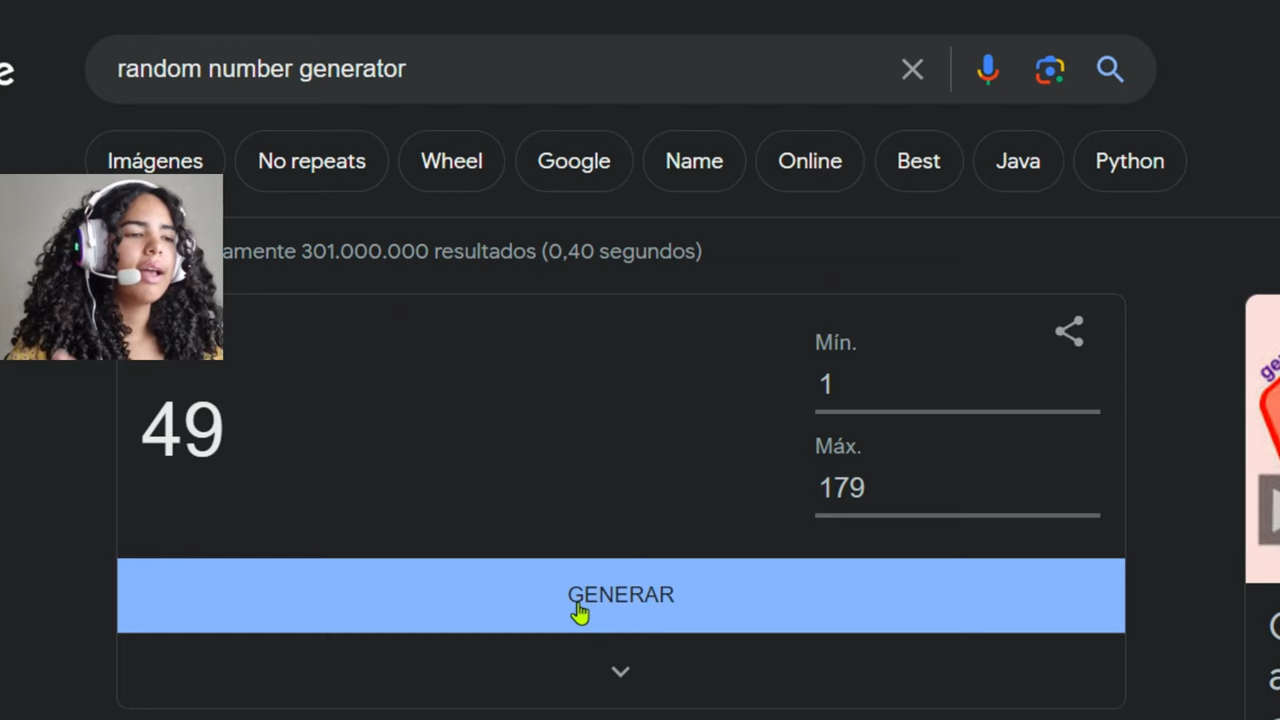 random number generator
Imágenes No repeats Wheel Google Name Online Best Java Python
amente 301.000.000 resultados (0,40 segundos)
Mín.
1
49
Máx.
179
GENERAR